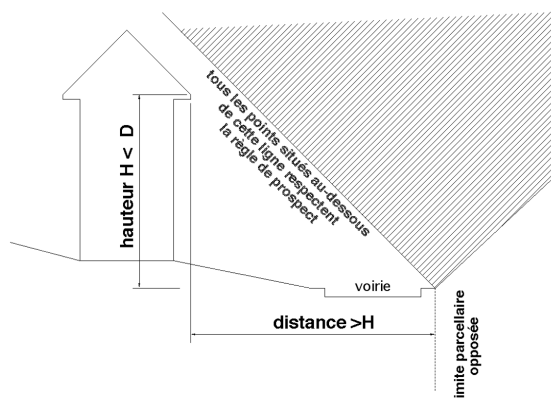 tous les points situés au-dessous
de cette ligne respectent
la règle de prospect
hauteur H < D
voirie
distance >H
imite parcellaire
opposée